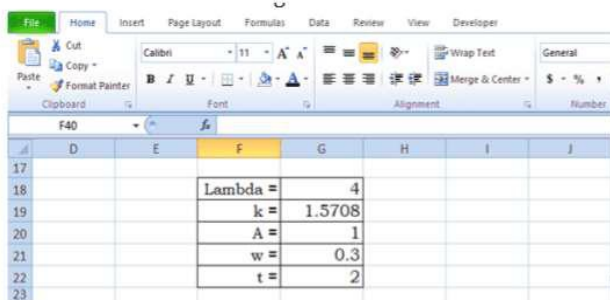 File Home Insert Page Layout Formulas Data Review View Developer
Cut
Copy
Paste
Format Painter
Calibri 11 A A Wrap Text General
B I U A Merge & Center $ % ,
Clipboard Font Alignment Number
F40 fx
D E F G H I J
17
18 Lambda = 4
19 k = 1.5708
20 A = 1
21 w = 0.3
22 t = 2
23